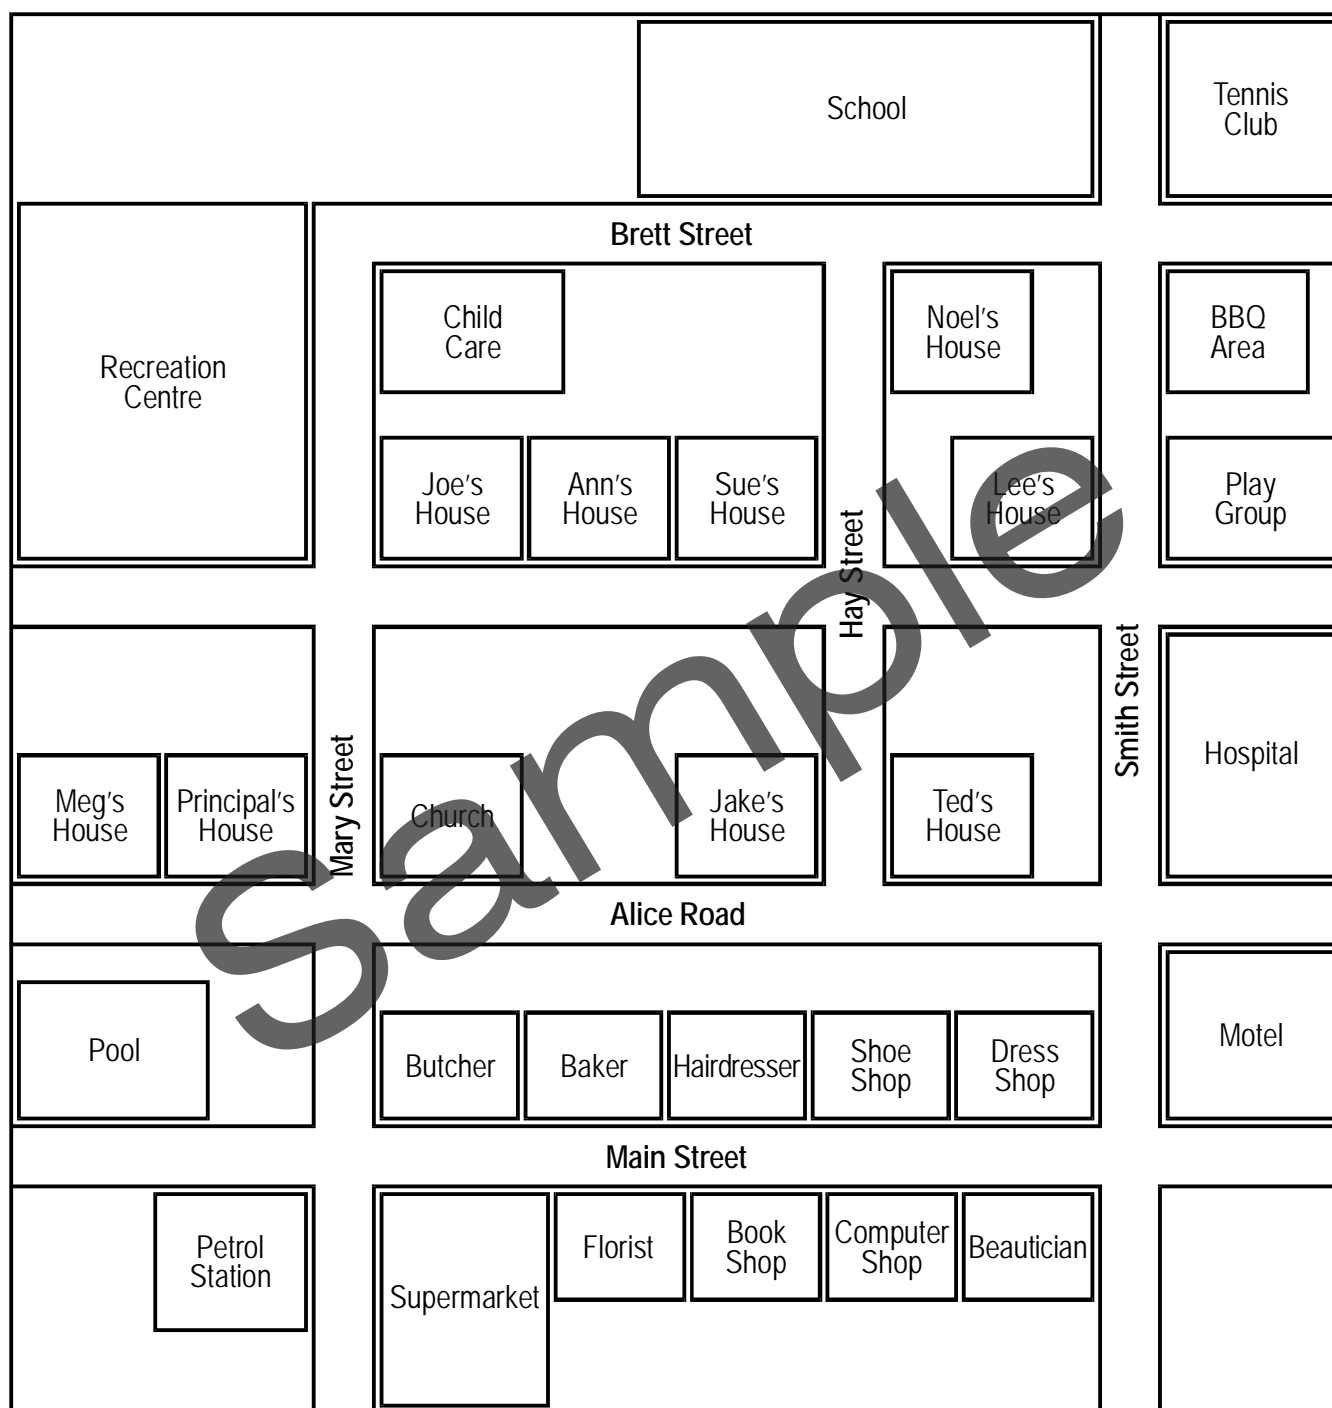 School
Tennis
Club
Brett Street
Recreation
Centre
Child
Care
Noel's
House
BBQ
Area
Joe's
House
Ann's
House
Sue's
House
Lee's
House
Play
Group
Hay Street
Smith Street
Mary Street
Meg's
House
Principal's
House
Church
Jake's
House
Ted's
House
Hospital
Alice Road
Pool
Butcher
Baker
Hairdresser
Shoe
Shop
Dress
Shop
Motel
Main Street
Petrol
Station
Supermarket
Florist
Book
Shop
Computer
Shop
Beautician
Sample